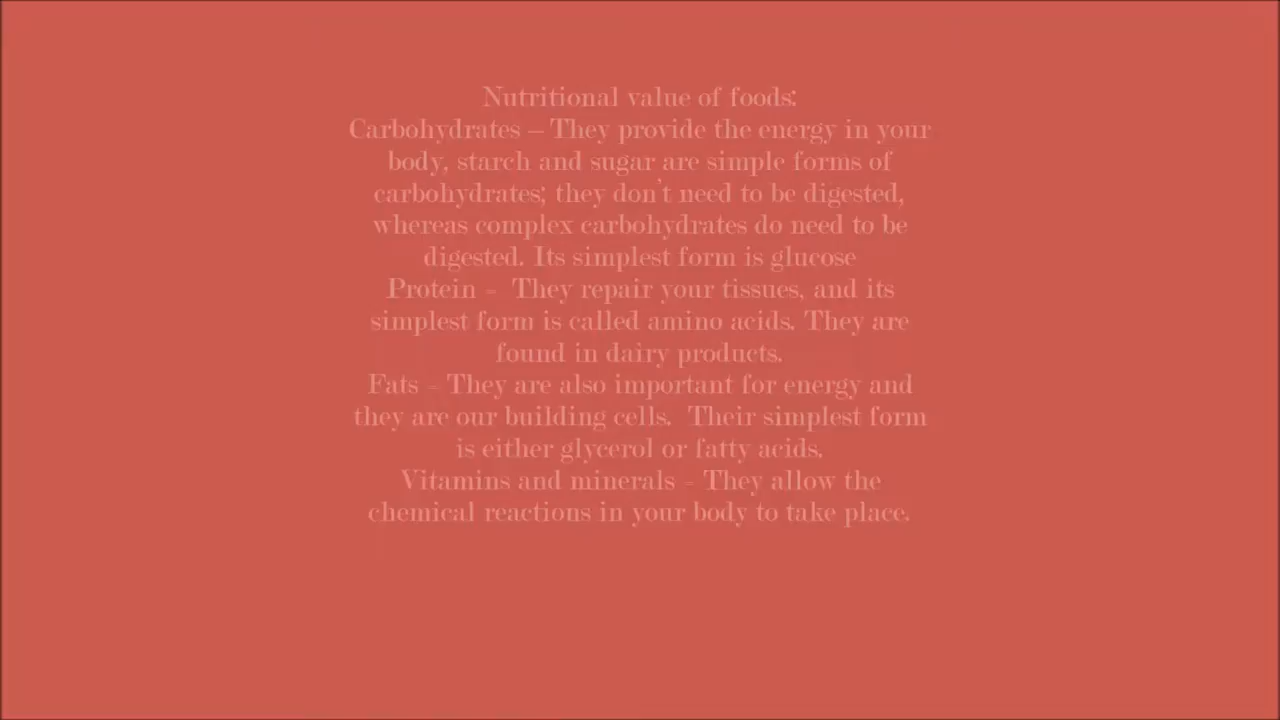 Nutritional value of foods:
Carbohydrates – They provide the energy in your
body, starch and sugar are simple forms of
carbohydrates; they don't need to be digested,
whereas complex carbohydrates do need to be
digested. Its simplest form is glucose
Protein -  They repair your tissues, and its
simplest form is called amino acids. They are
found in dairy products.
Fats - They are also important for energy and
they are our building cells.  Their simplest form
is either glycerol or fatty acids.
Vitamins and minerals - They allow the
chemical reactions in your body to take place.